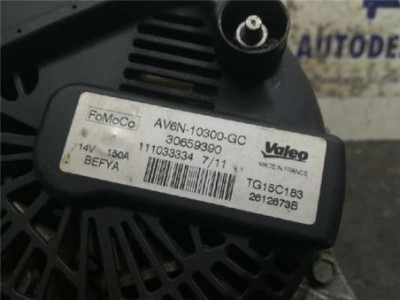 AUTODE
FoMoCo
AV6N-10300-GC
30659390
14V 150A
111033334 7/11
BEFYA
Valeo
MADE IN FRANCE
TG15C183
2612673B